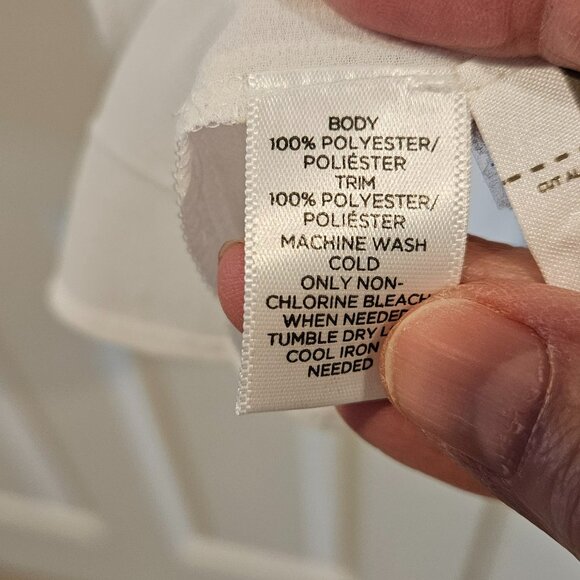 BODY
100% POLYESTER/
POLIÉSTER
TRIM
100% POLYESTER/
POLIÉSTER
MACHINE WASH
COLD
ONLY NON-
CHLORINE BLEACH
WHEN NEEDED
TUMBLE DRY
COOL IRON
NEEDED
CUT